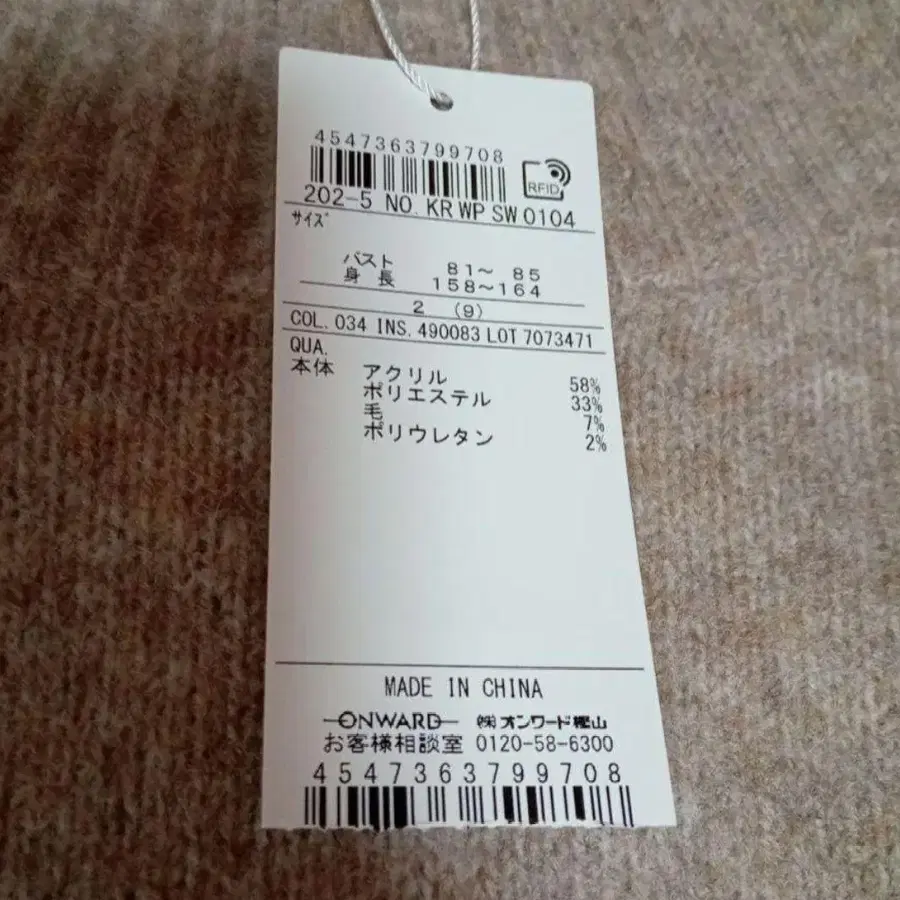 4547363799708
RFID
202-5 NO. KR WP SW 0104
サイズ
バスト 81～ 85
身長 158～164
2 (9)
COL. 034 INS. 490083 LOT 7073471
QUA.
本体 アクリル 58%
ポリエステル 33%
毛 7%
ポリウレタン 2%
MADE IN CHINA
ONWARD ㈱オンワード樫山
お客様相談室 0120-58-6300
4547363799708